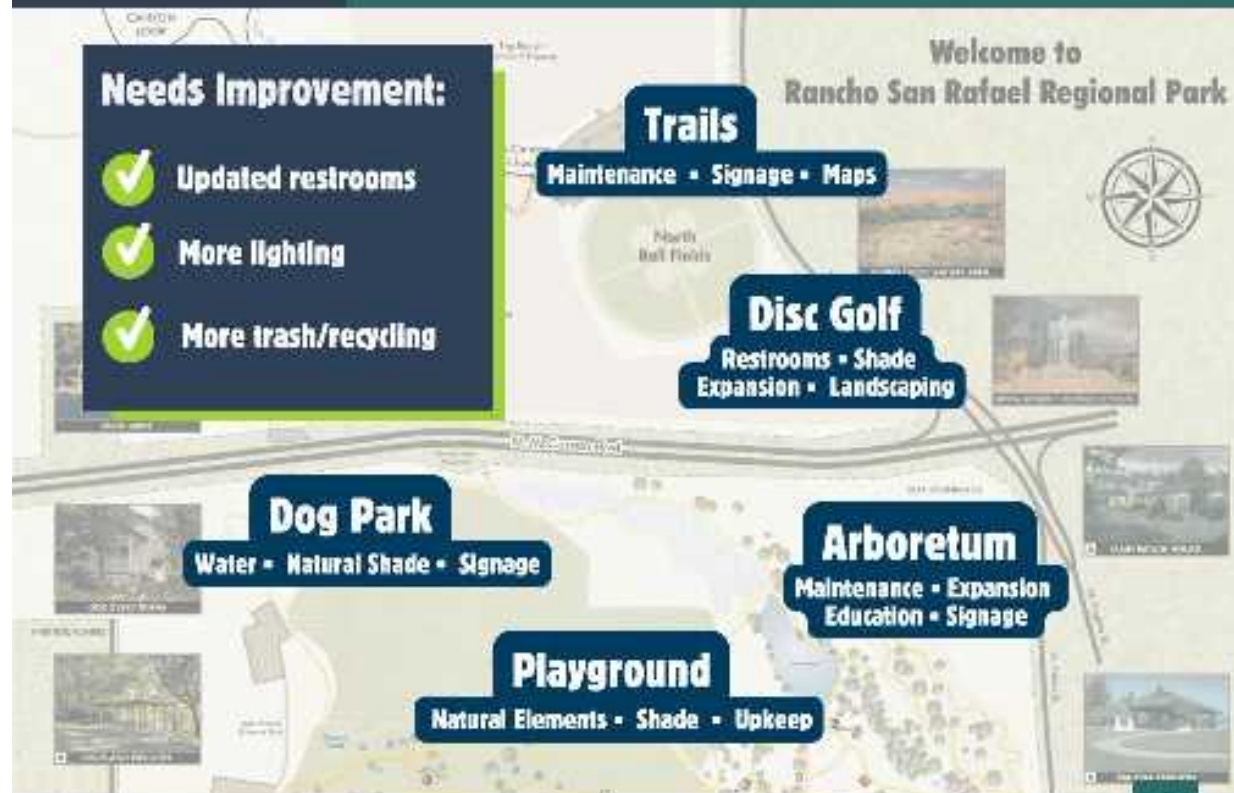 Needs Improvement:
Updated restrooms
More lighting
More trash/recycling
Welcome to
Rancho San Rafael Regional Park
Trails
Maintenance • Signage • Maps
North
Ball Fields
Disc Golf
Restrooms • Shade
Expansion • Landscaping
Dog Park
Water • Natural Shade • Signage
Arboretum
Maintenance • Expansion
Education • Signage
Playground
Natural Elements • Shade • Upkeep